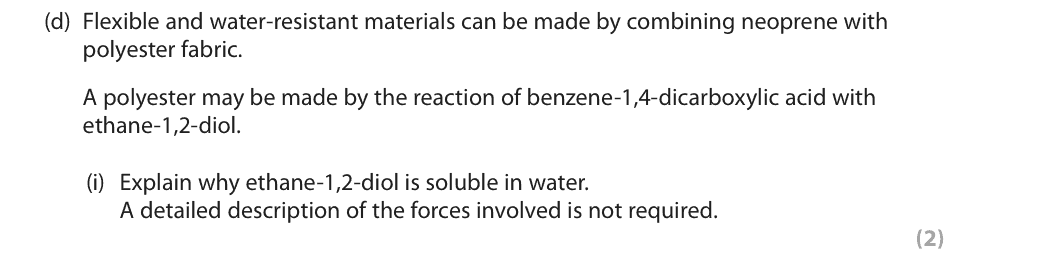 (d) Flexible and water-resistant materials can be made by combining neoprene with
polyester fabric.
A polyester may be made by the reaction of benzene-1,4-dicarboxylic acid with
ethane-1,2-diol.
(i) Explain why ethane-1,2-diol is soluble in water.
A detailed description of the forces involved is not required.
(2)